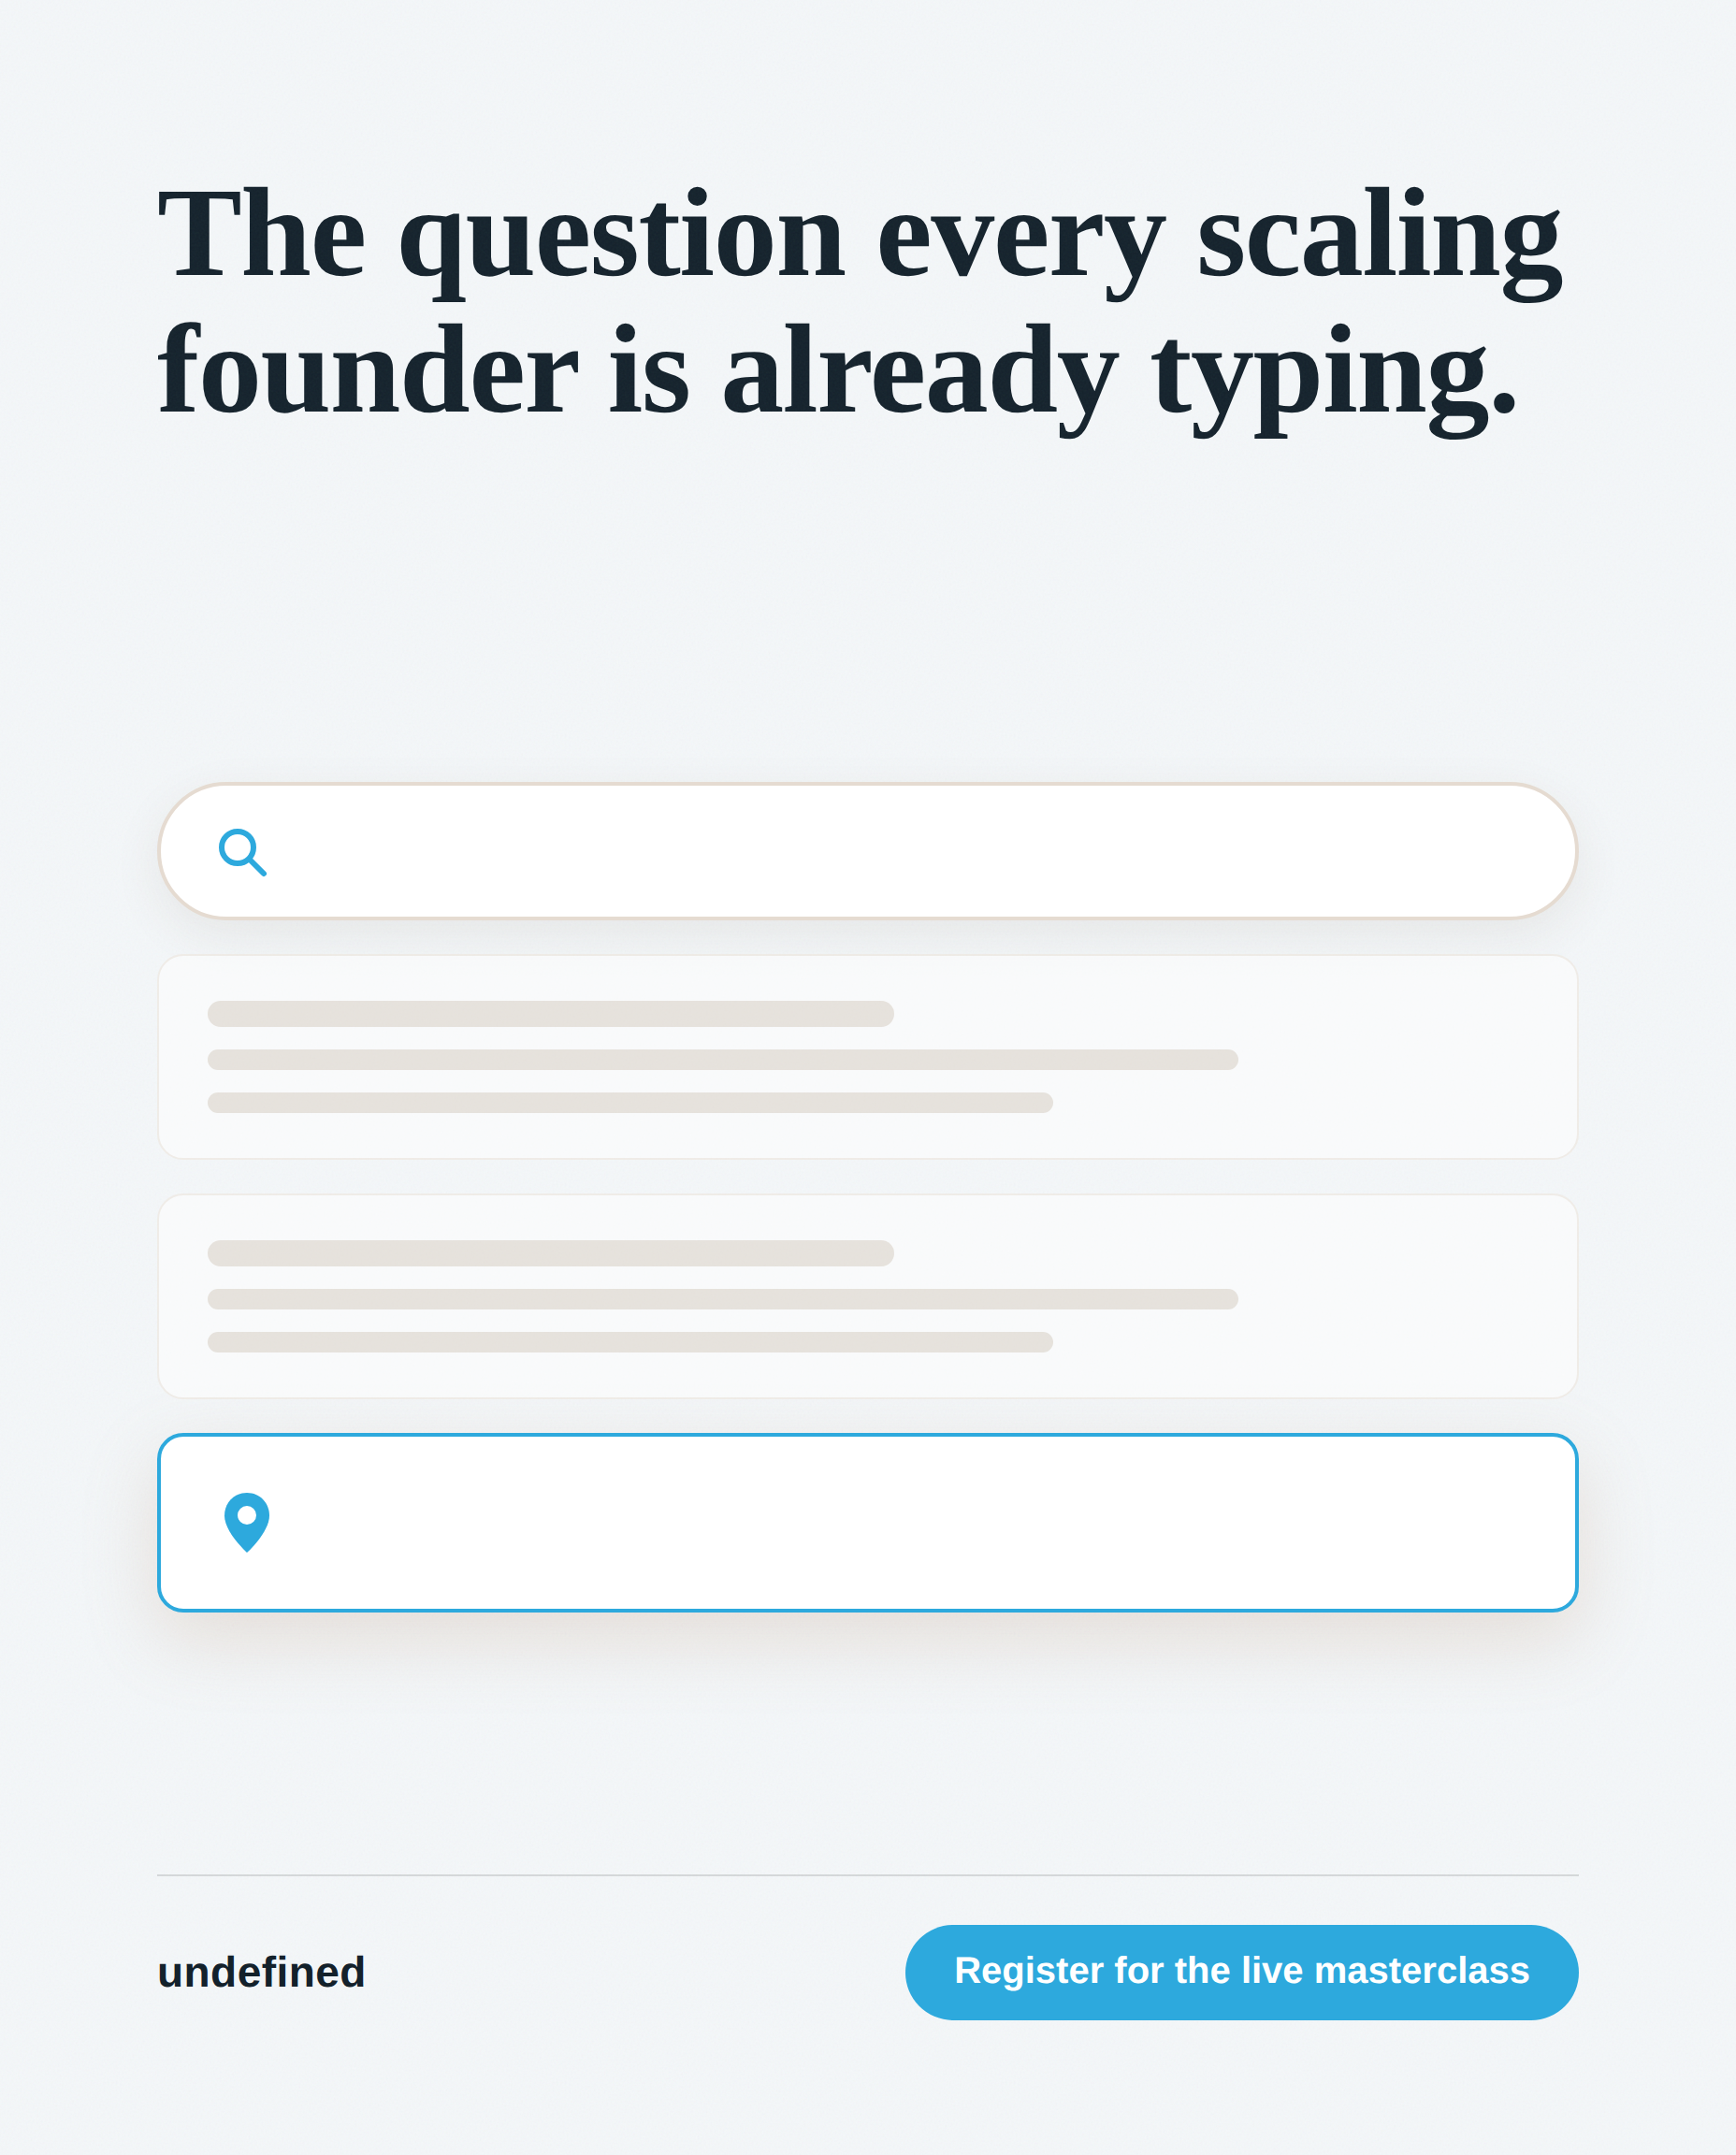 The question every scaling
founder is already typing.
undefined
Register for the live masterclass